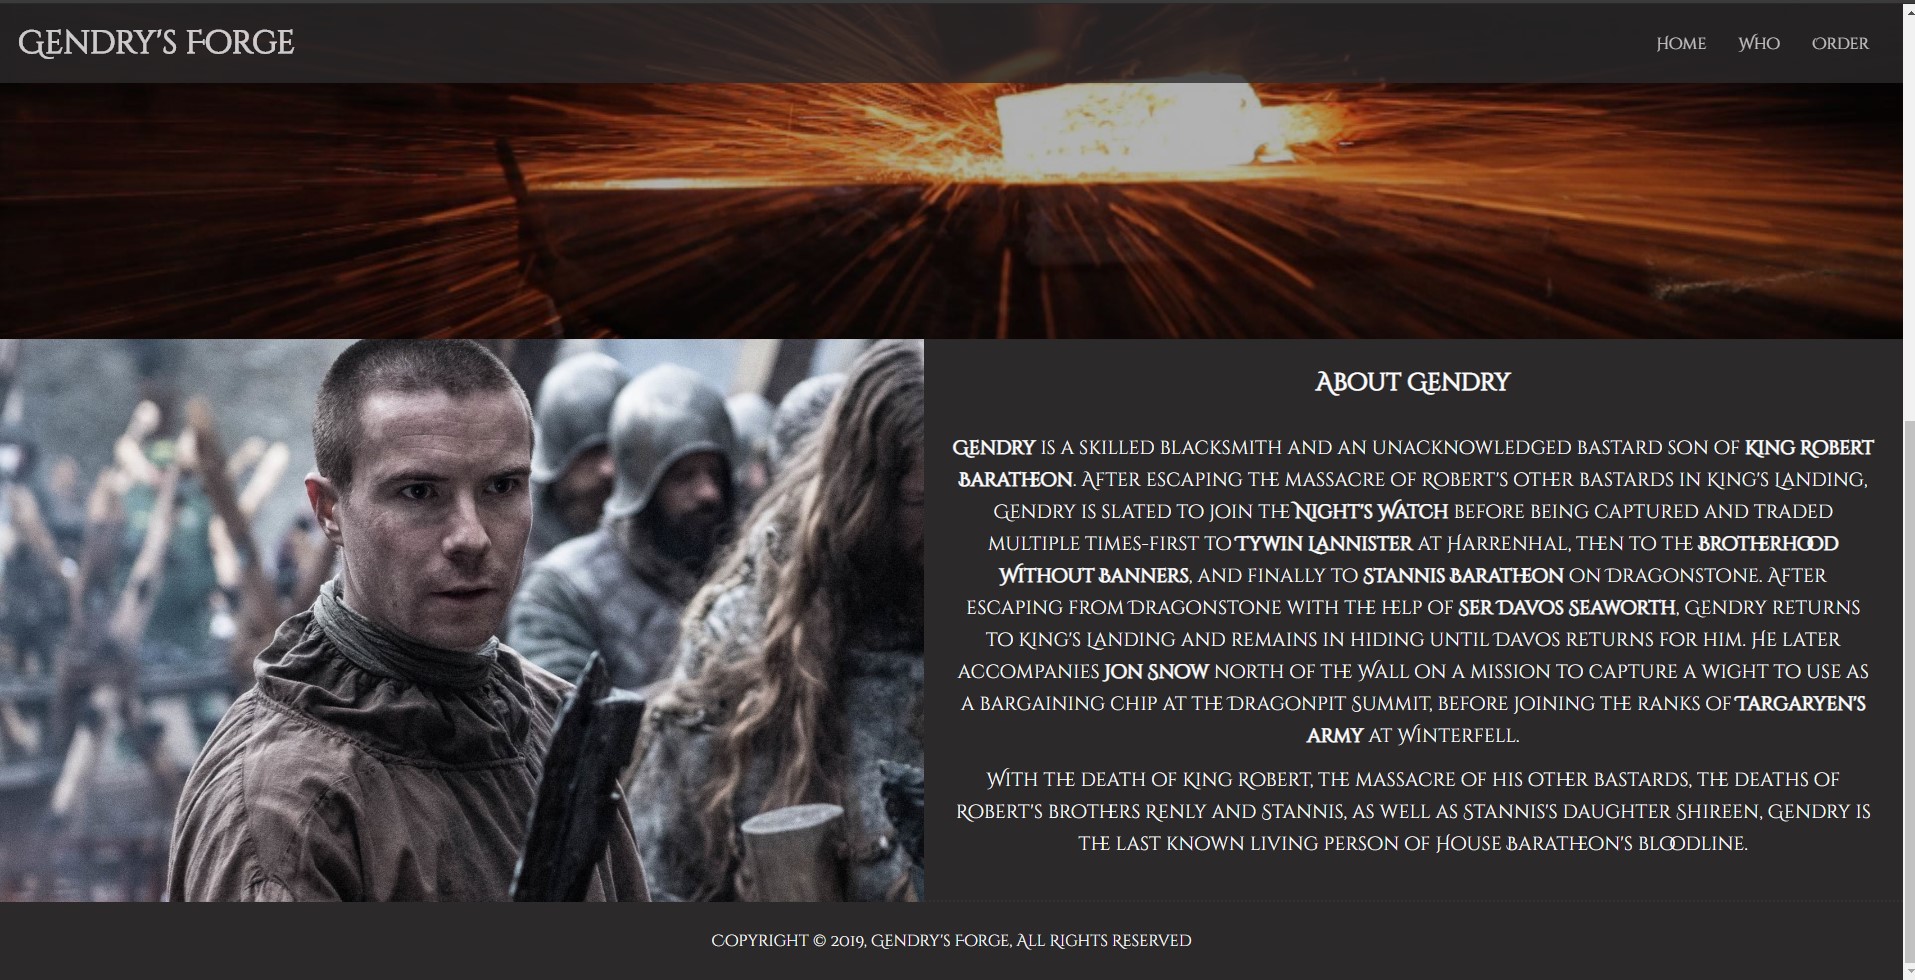 Gendry's Forge
Home Who Order
About Gendry
Gendry is a skilled blacksmith and an unacknowledged bastard son of King Robert
Baratheon. After escaping the massacre of Robert's other bastards in King's Landing,
Gendry is slated to join the Night's Watch before being captured and traded
multiple times-first to Tywin Lannister at Harrenhal, then to the Brotherhood
Without Banners, and finally to Stannis Baratheon on Dragonstone. After
escaping from Dragonstone with the help of Ser Davos Seaworth, Gendry returns
to King's Landing and remains in hiding until Davos returns for him. He later
accompanies Jon Snow north of the Wall on a mission to capture a wight to use as
a bargaining chip at the Dragonpit Summit, before joining the ranks of Targaryen's
army at Winterfell.
With the death of King Robert, the massacre of his other bastards, the deaths of
Robert's brothers Renly and Stannis, as well as Stannis's daughter Shireen, Gendry is
the last known living person of House Baratheon's bloodline.
Copyright © 2019, Gendry's Forge, All Rights Reserved